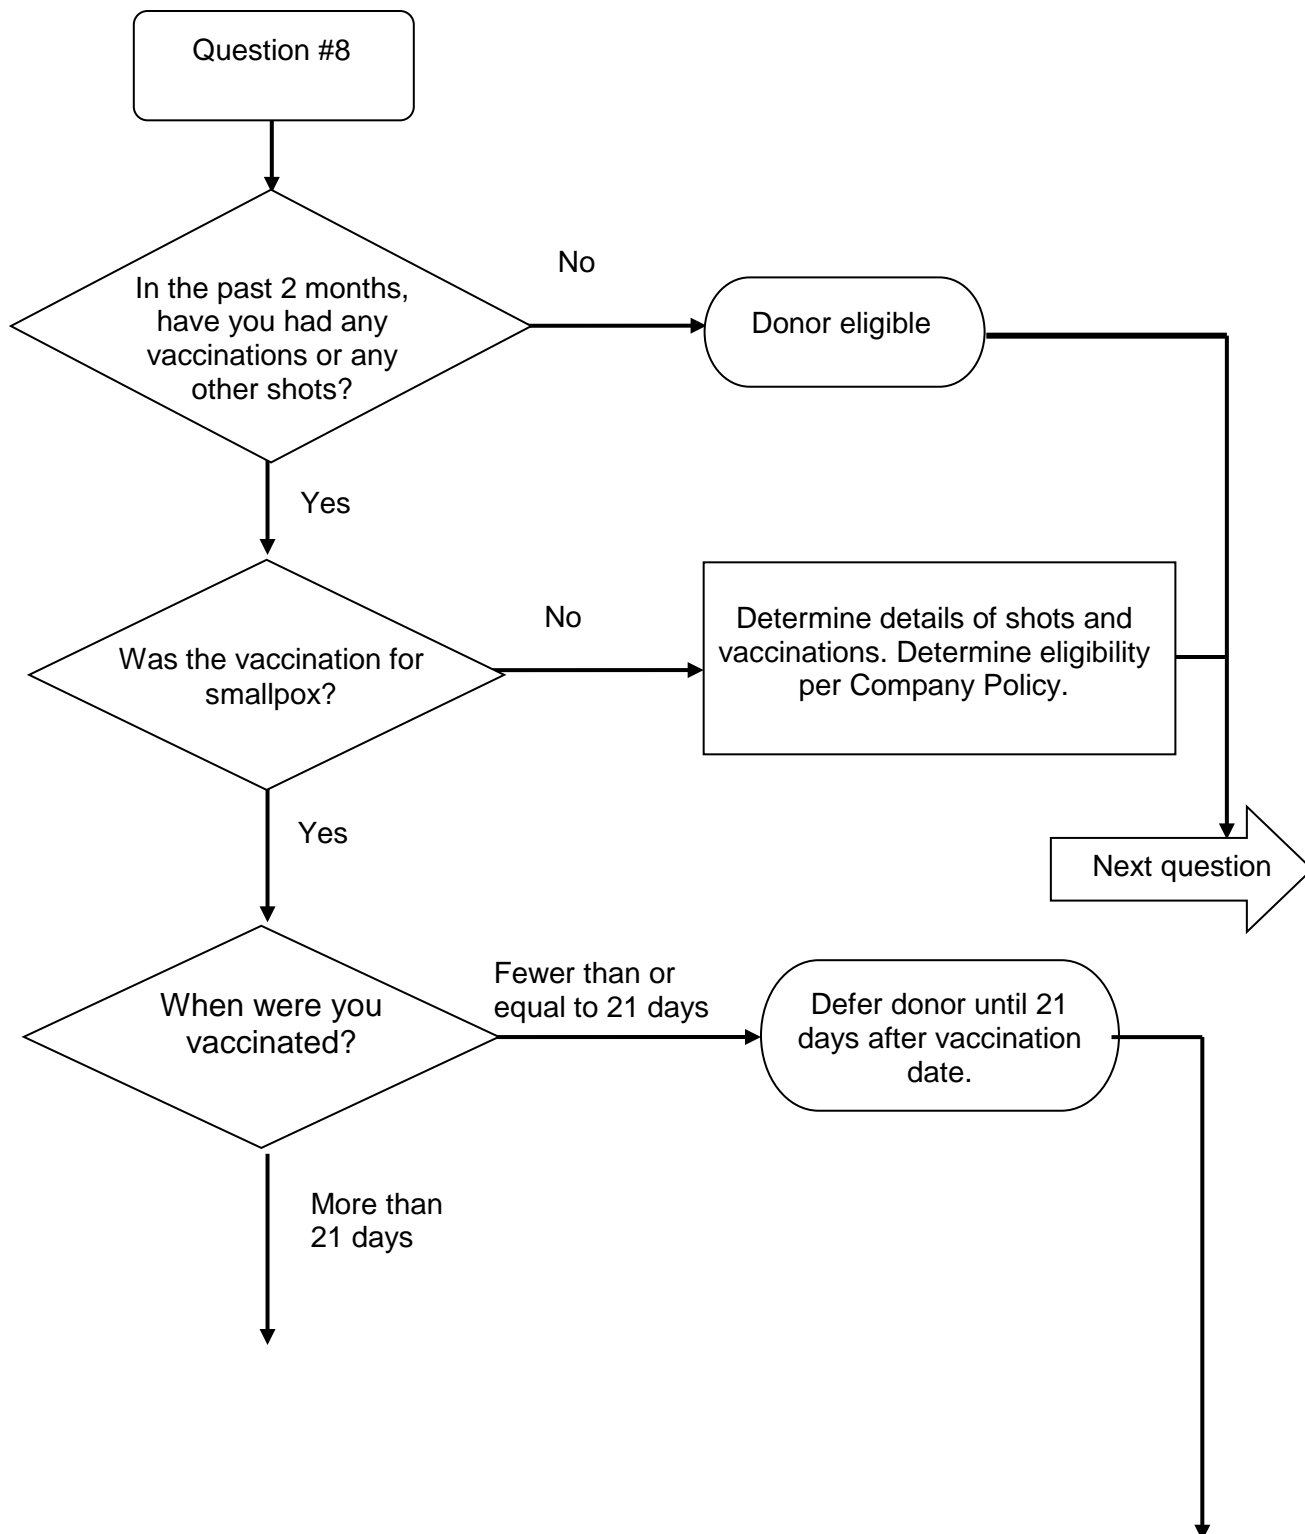 Question #8
In the past 2 months,
have you had any
vaccinations or any
other shots?
No
Donor eligible
Yes
Was the vaccination for
smallpox?
No
Determine details of shots and
vaccinations. Determine eligibility
per Company Policy.
Yes
Next question
When were you
vaccinated?
Fewer than or
equal to 21 days
Defer donor until 21
days after vaccination
date.
More than
21 days